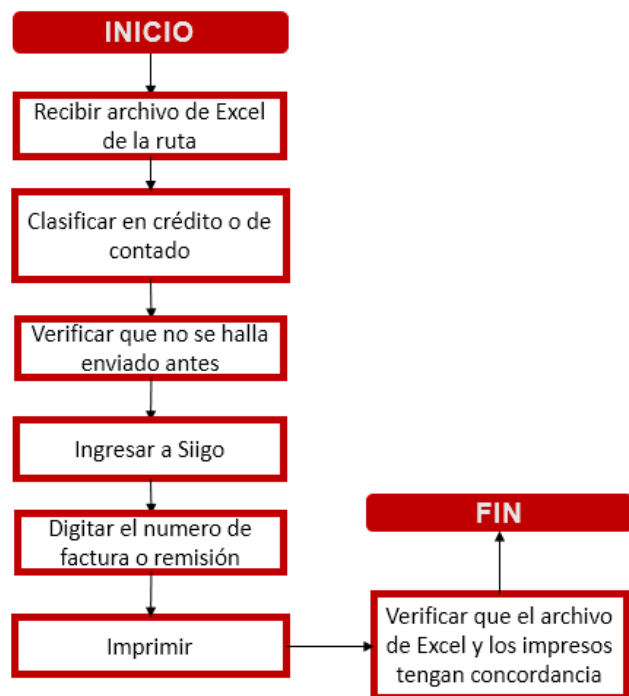 INICIO
Recibir archivo de Excel
de la ruta
Clasificar en crédito o de
contado
Verificar que no se halla
enviado antes
Ingresar a Siigo
Digitar el numero de
factura o remisión
Imprimir
FIN
Verificar que el archivo
de Excel y los impresos
tengan concordancia